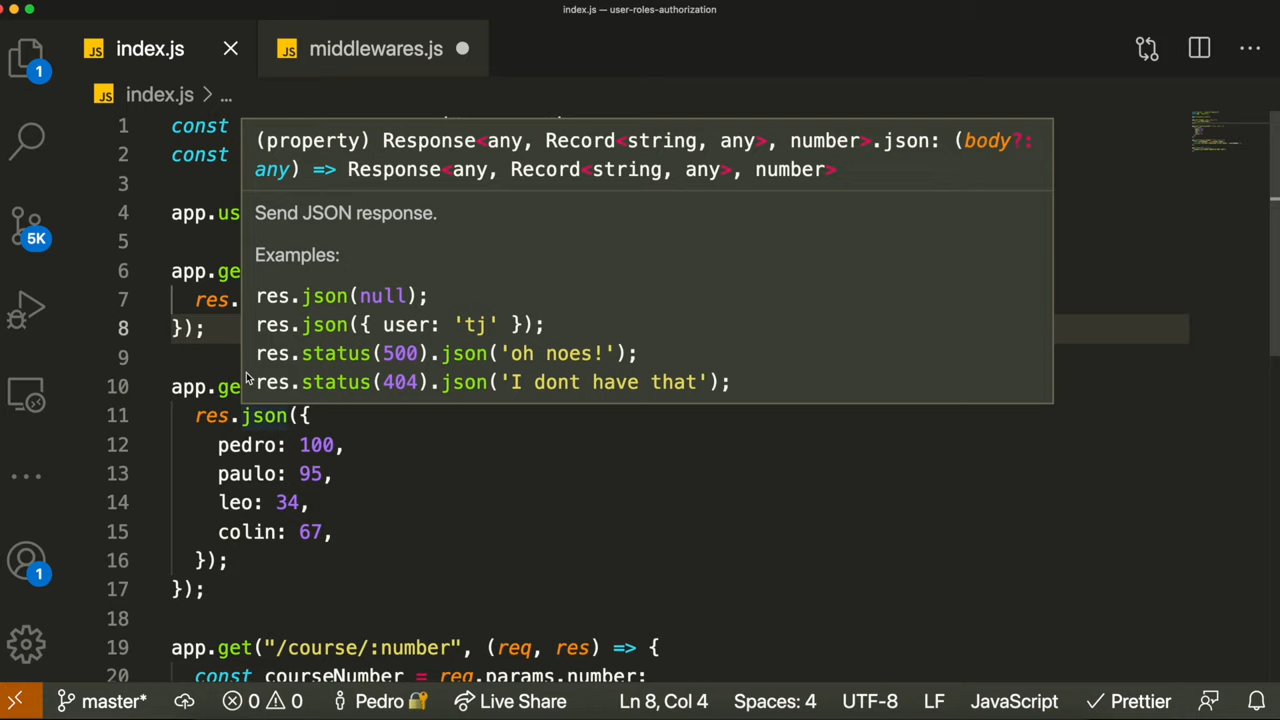 index.js — user-roles-authorization
JS index.js
JS middlewares.js
JS index.js > ...
1 const
2 const
3
4 app.us
5
6 app.ge
7 res.
8 });
9
10 app.ge
(property) Response<any, Record<string, any>, number>.json: (body?:
any) => Response<any, Record<string, any>, number>
Send JSON response.
Examples:
res.json(null);
res.json({ user: 'tj' });
res.status(500).json('oh noes!');
res.status(404).json('I dont have that');
11 res.json({
12 pedro: 100,
13 paulo: 95,
14 leo: 34,
15 colin: 67,
16 });
17 });
18
19 app.get("/course/:number", (req, res) => {
20 const courseNumber = req.params.number;
1
5K
1
master* 0 0 Pedro Live Share Ln 8, Col 4 Spaces: 4 UTF-8 LF JavaScript Prettier